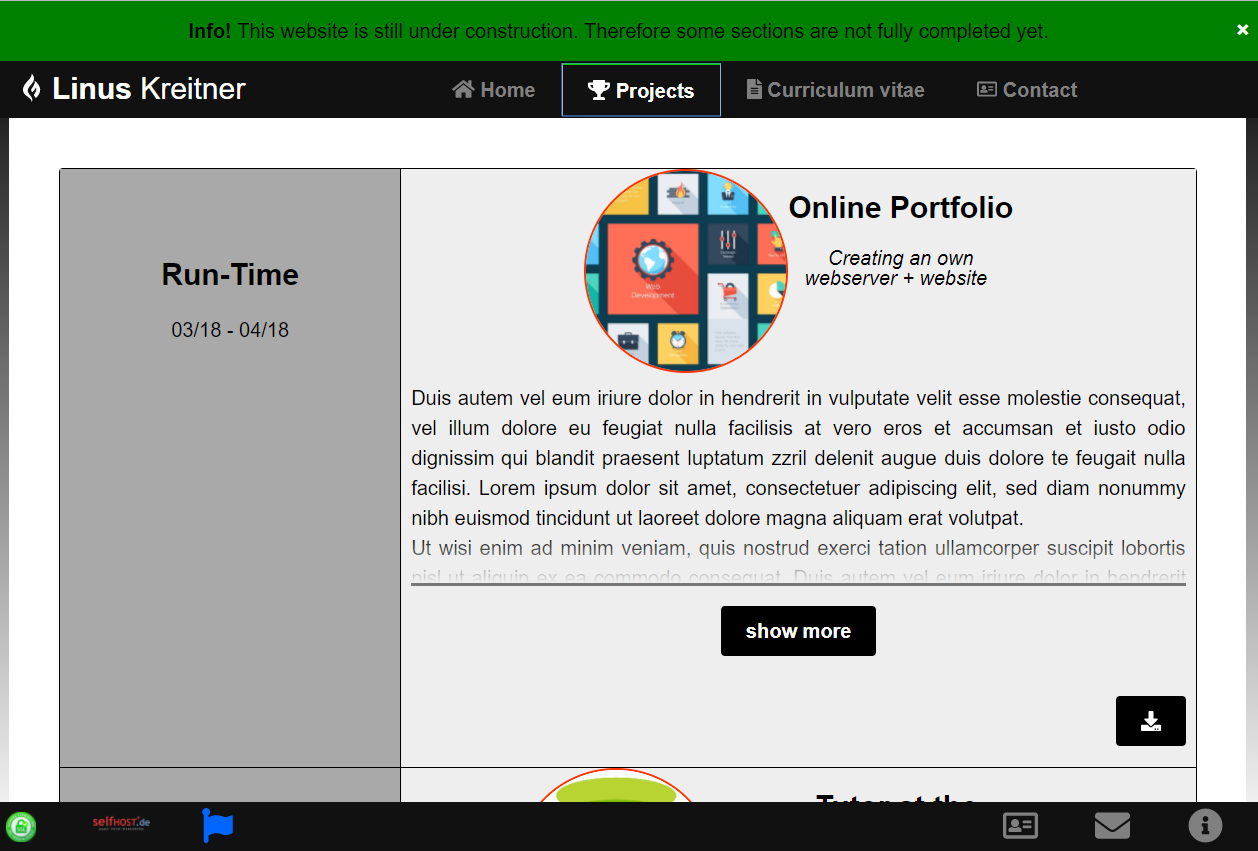 Info! This website is still under construction. Therefore some sections are not fully completed yet.
Linus Kreitner
Home
Projects
Curriculum vitae
Contact
Run-Time
03/18 - 04/18
Online Portfolio
Creating an own
webserver + website
Web
Development
Duis autem vel eum iriure dolor in hendrerit in vulputate velit esse molestie consequat,
vel illum dolore eu feugiat nulla facilisis at vero eros et accumsan et iusto odio
dignissim qui blandit praesent luptatum zzril delenit augue duis dolore te feugait nulla
facilisi. Lorem ipsum dolor sit amet, consectetuer adipiscing elit, sed diam nonummy
nibh euismod tincidunt ut laoreet dolore magna aliquam erat volutpat.
Ut wisi enim ad minim veniam, quis nostrud exerci tation ullamcorper suscipit lobortis
nisl ut aliquip ex ea commodo consequat. Duis autem vel eum iriure dolor in hendrerit
show more
Tutor at the
selfHOST.de